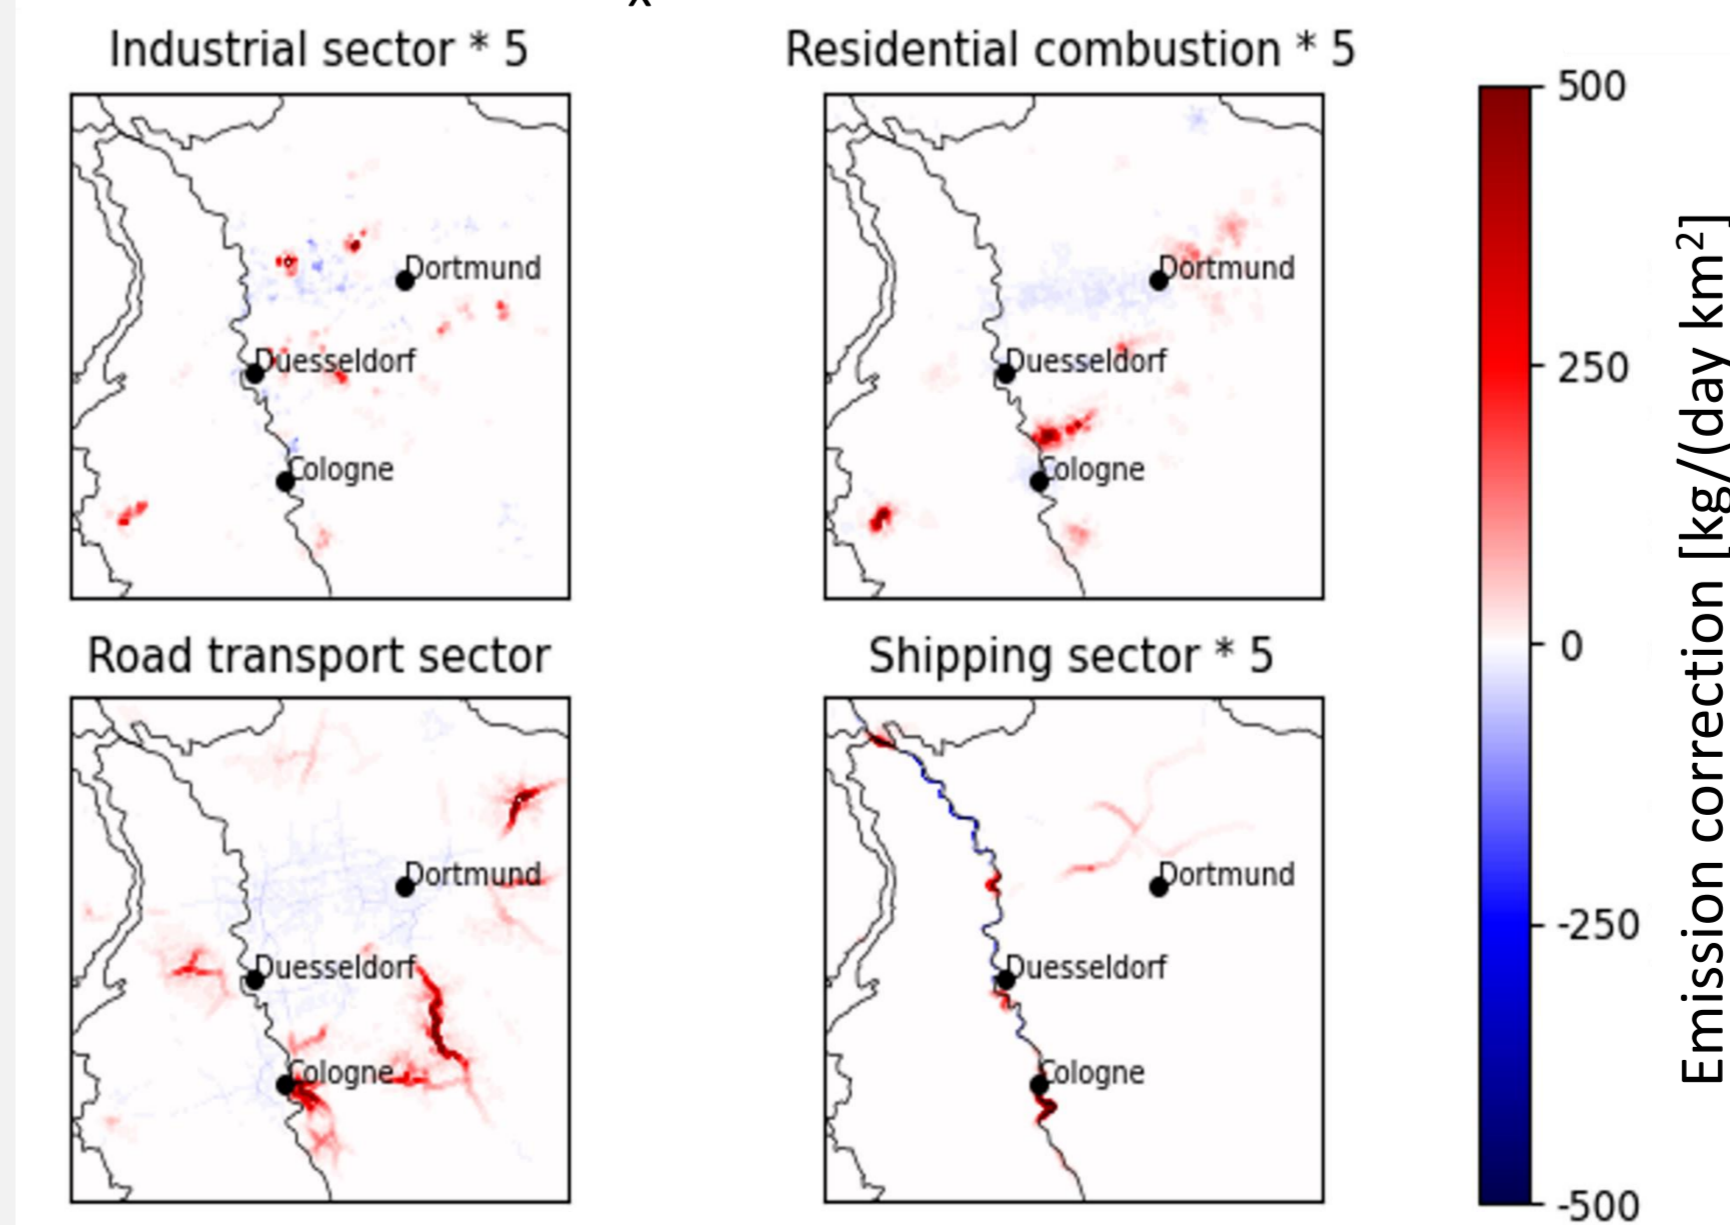 x
Industrial sector * 5
Residential combustion * 5
Dortmund
Duesseldorf
Cologne
Dortmund
Duesseldorf
Cologne
Road transport sector
Shipping sector * 5
Dortmund
Duesseldorf
Cologne
Dortmund
Duesseldorf
Cologne
500
250
0
-250
-500
Emission correction [kg/(day km²]